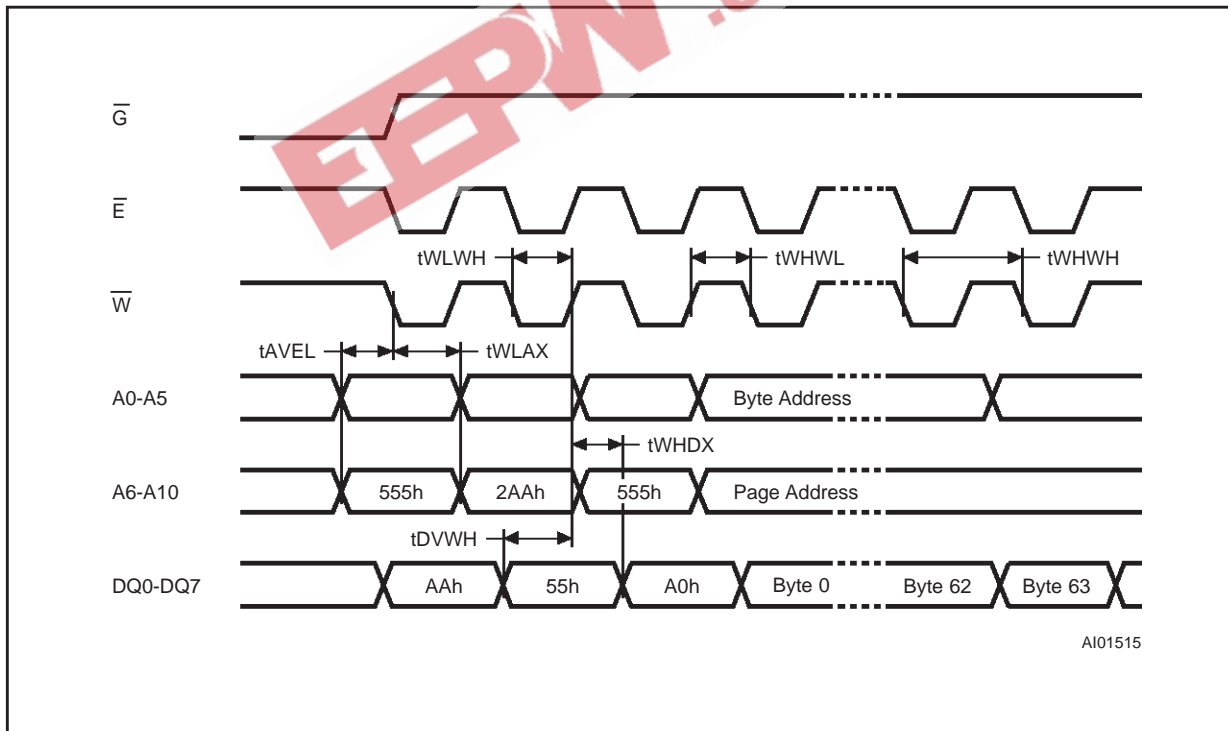 EEPW
G
E
tWLWH tWHWL tWHWH
W
tAVEL tWLAX
A0-A5 Byte Address
tWHDX
A6-A10 555h 2AAh 555h Page Address
tDVWH
DQ0-DQ7 AAh 55h A0h Byte 0 Byte 62 Byte 63
AI01515